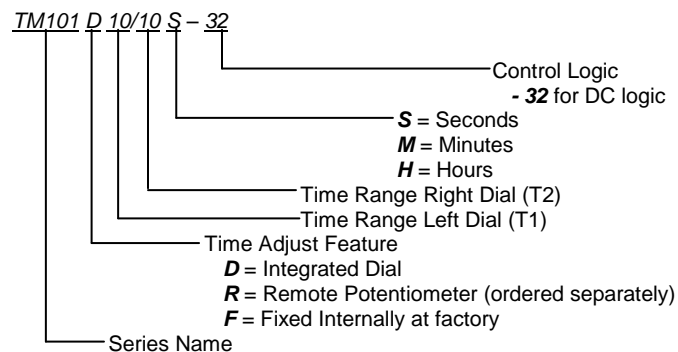 TM101 D 10/10 S – 32
Control Logic
- 32 for DC logic
S = Seconds
M = Minutes
H = Hours
Time Range Right Dial (T2)
Time Range Left Dial (T1)
Time Adjust Feature
D = Integrated Dial
R = Remote Potentiometer (ordered separately)
F = Fixed Internally at factory
Series Name